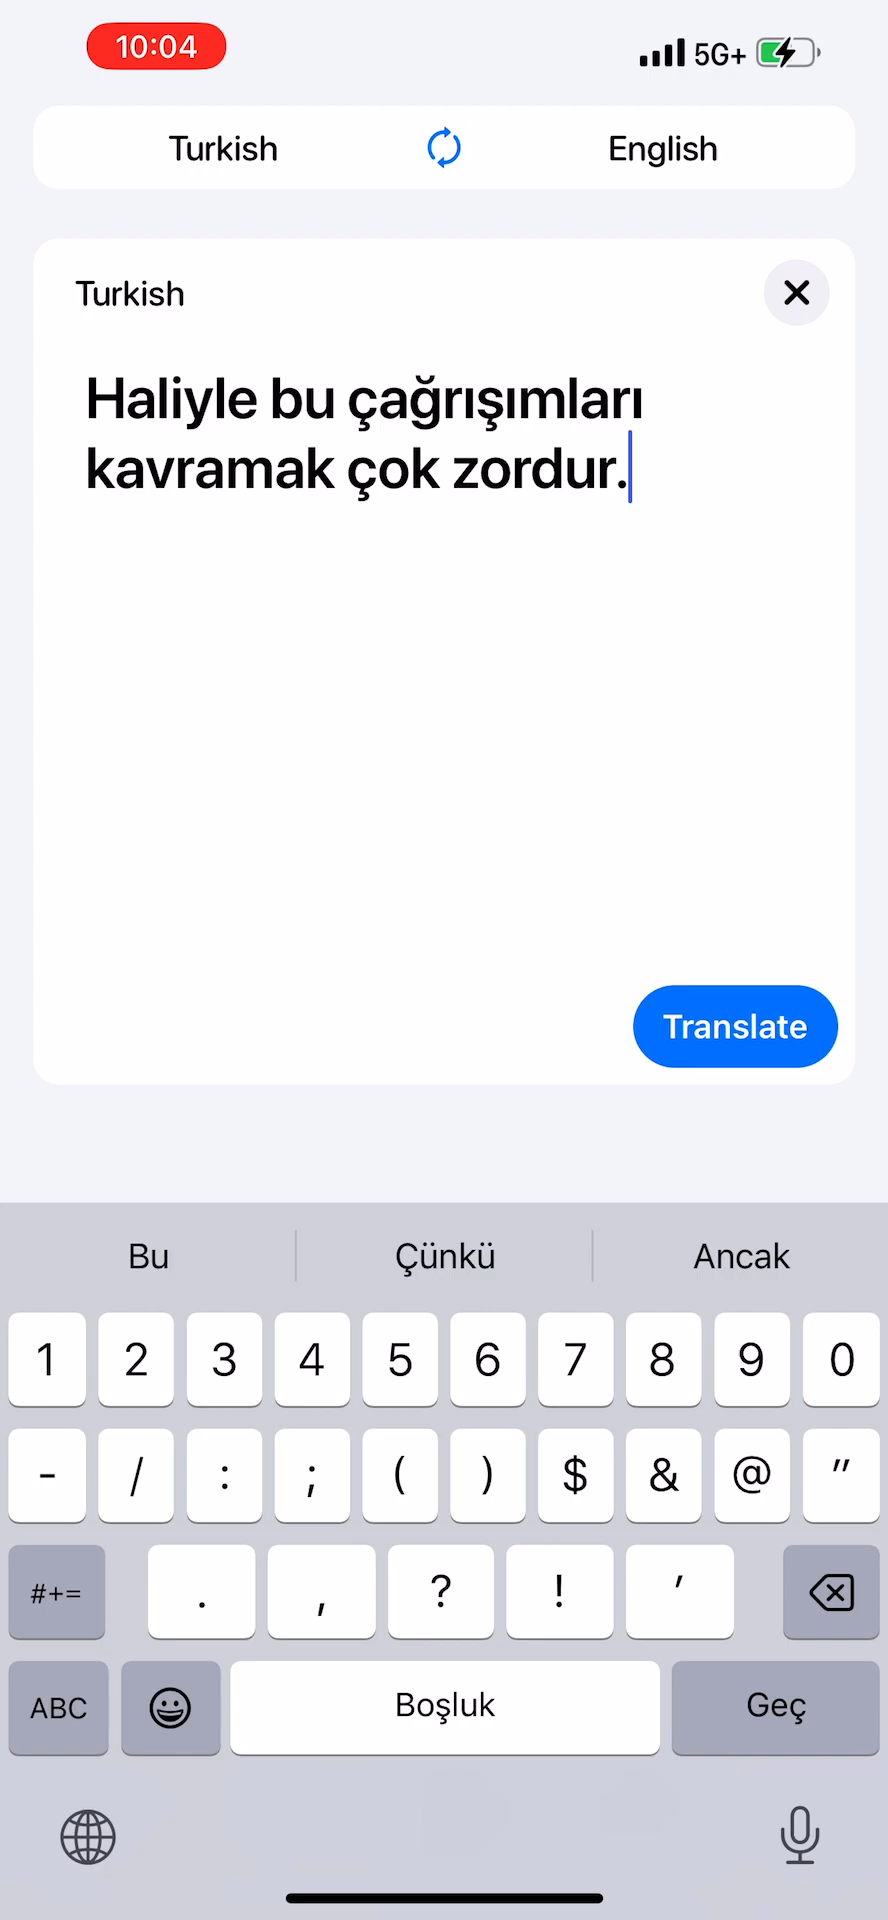 10:04 5G+
Turkish English
Turkish
Haliyle bu çağrışımları
kavramak çok zordur.
Translate
Bu Çünkü Ancak
1 2 3 4 5 6 7 8 9 0
- / : ; ( ) $ & @ "
#+= . , ? ! '
ABC Boşluk Geç